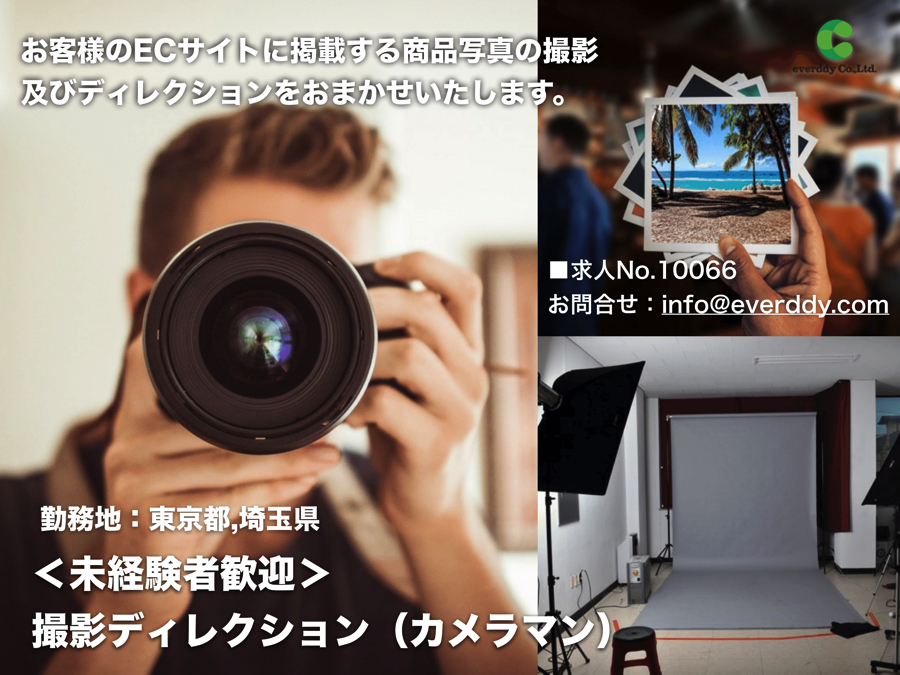 お客様のECサイトに掲載する商品写真の撮影
及びディレクションをおまかせいたします。
everddy Co.,Ltd.
■求人No.10066
お問合せ：info@everddy.com
勤務地：東京都,埼玉県
＜未経験者歓迎＞
撮影ディレクション（カメラマン）